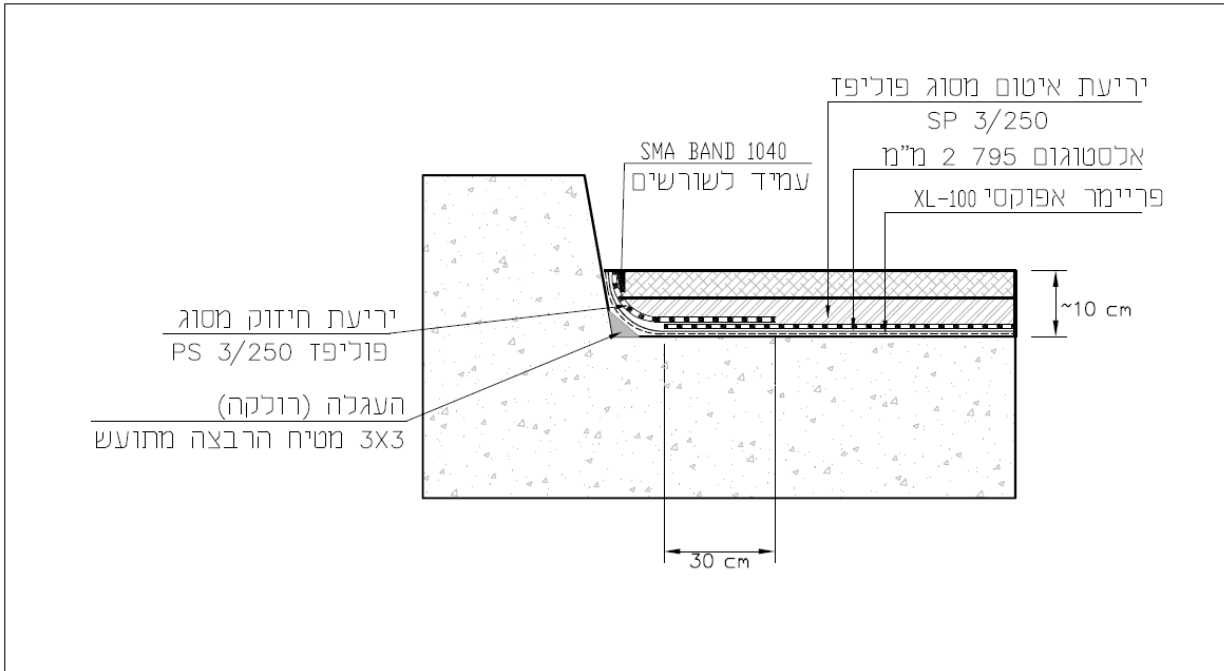 יריעת איטום מסוג פוליפז
SP 3/250
אלסטוגום 795 2 מ"מ
פריימר אפוקסי XL-100
SMA BAND 1040
עמיד לשורשים
~10 cm
יריעת חיזוק מסוג
פוליפז PS 3/250
העגלה (רולקה)
3X3 מטיח הרבצה מתועש
30 cm